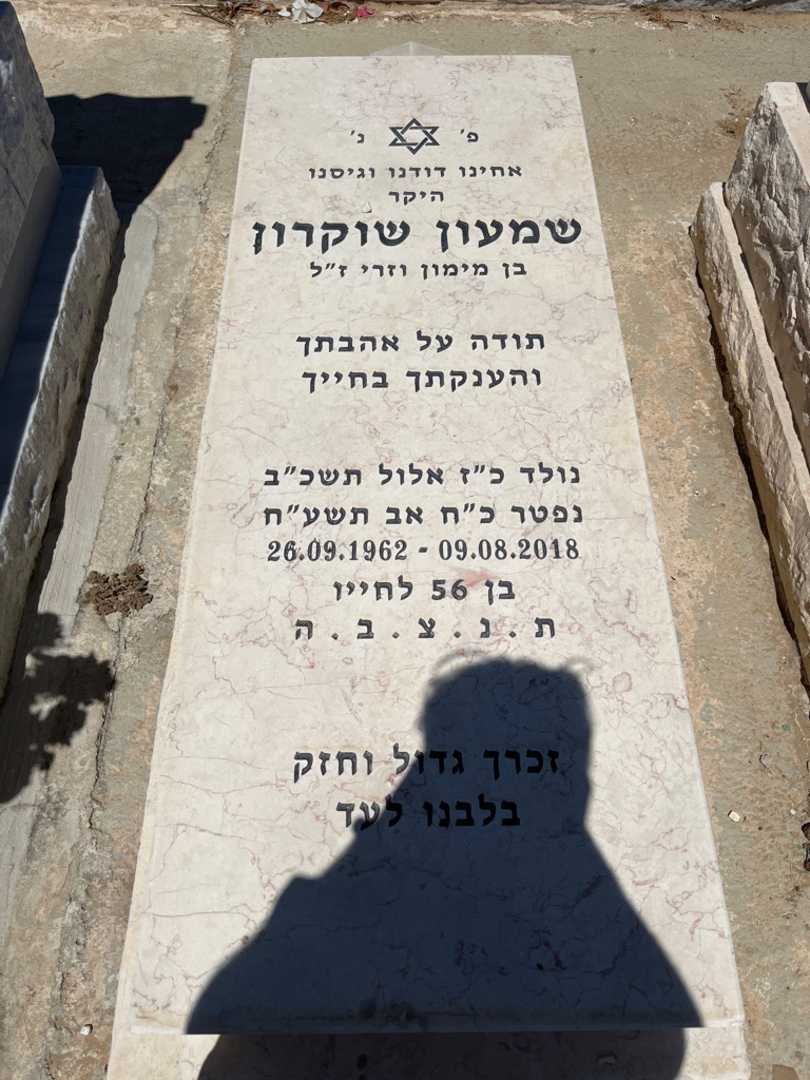 פ׳ נ׳
אחינו דודנו וגיסנו
היקר
שמעון שוקרון
בן מימון וזרי ז״ל
תודה על אהבתך
והענקתך בחייך
נולד כ״ז אלול תשכ״ב
נפטר כ״ח אב תשע״ח
26.09.1962 - 09.08.2018
בן 56 לחייו
ת . נ . צ . ב . ה
זכרך גדול וחזק
בלבנו לעד